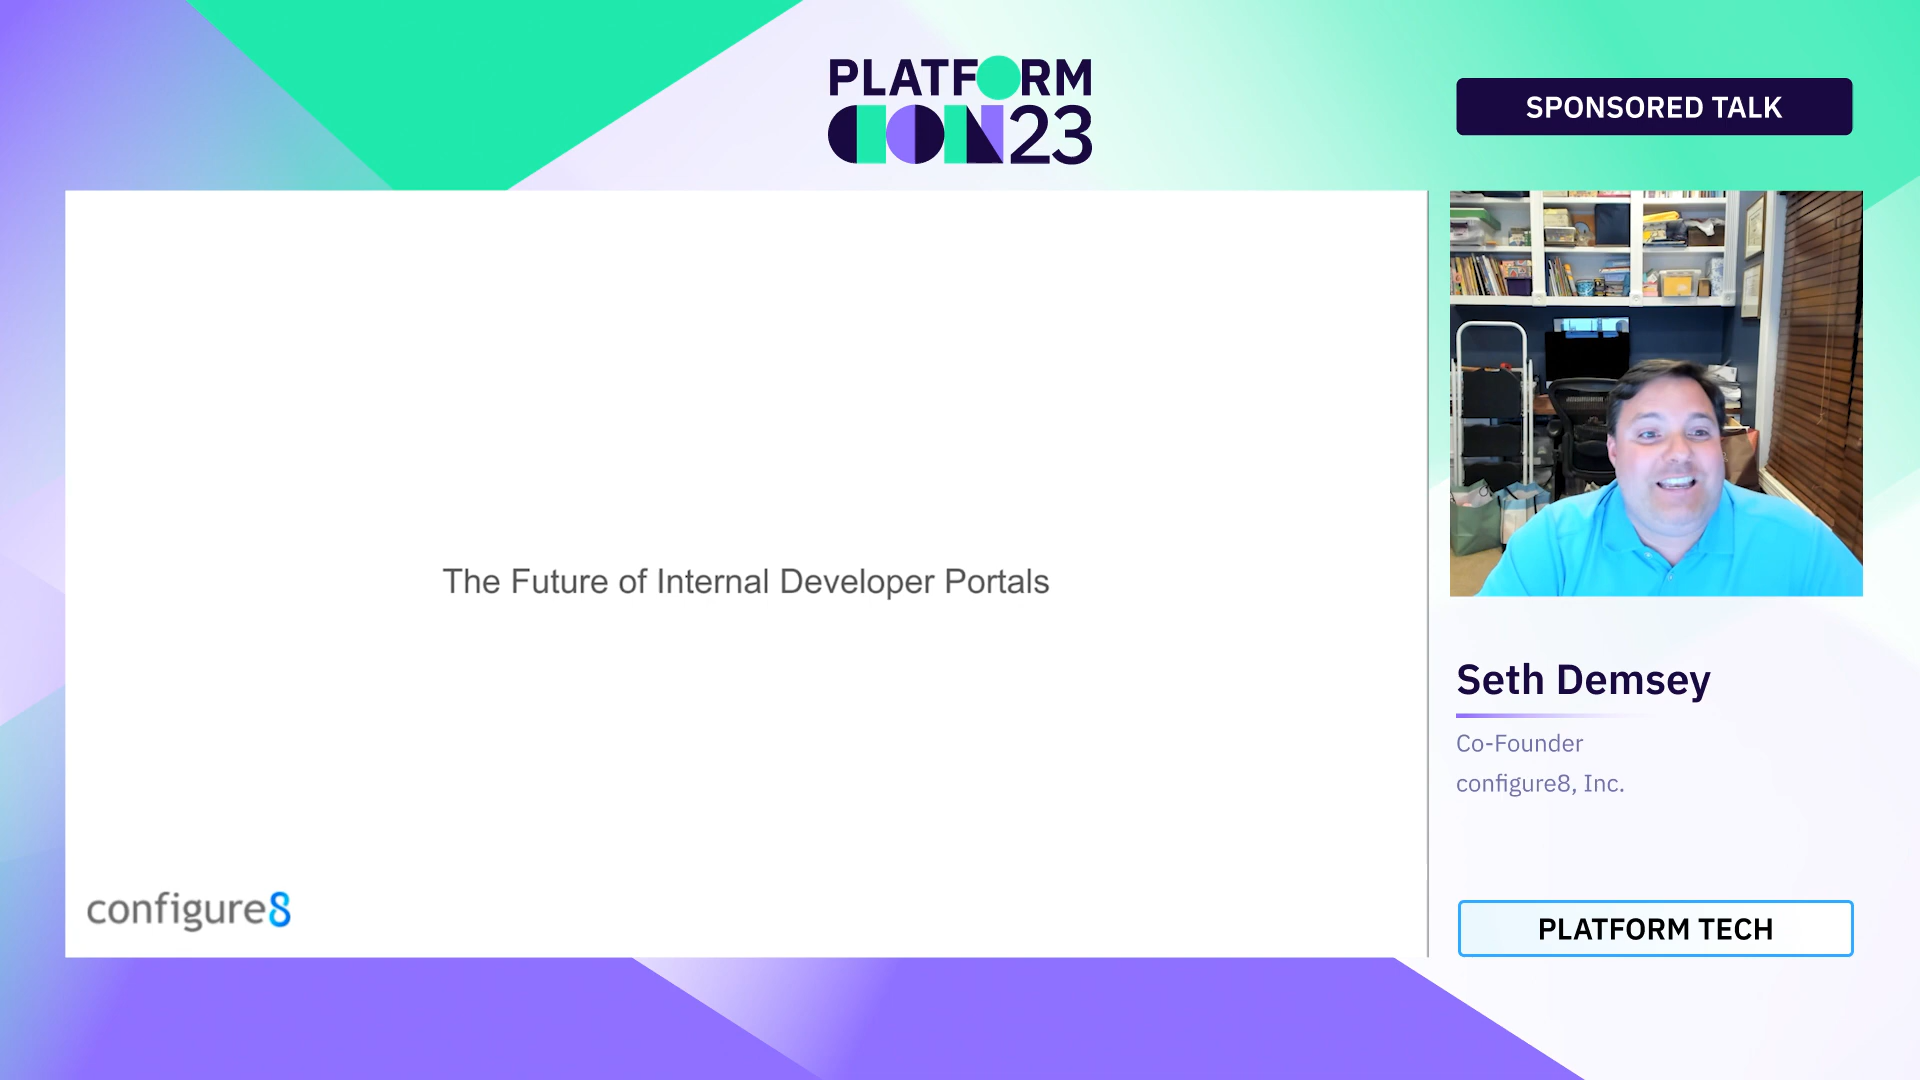 PLATFORM
CON23
SPONSORED TALK
The Future of Internal Developer Portals
configure8
Seth Demsey
Co-Founder
configure8, Inc.
PLATFORM TECH